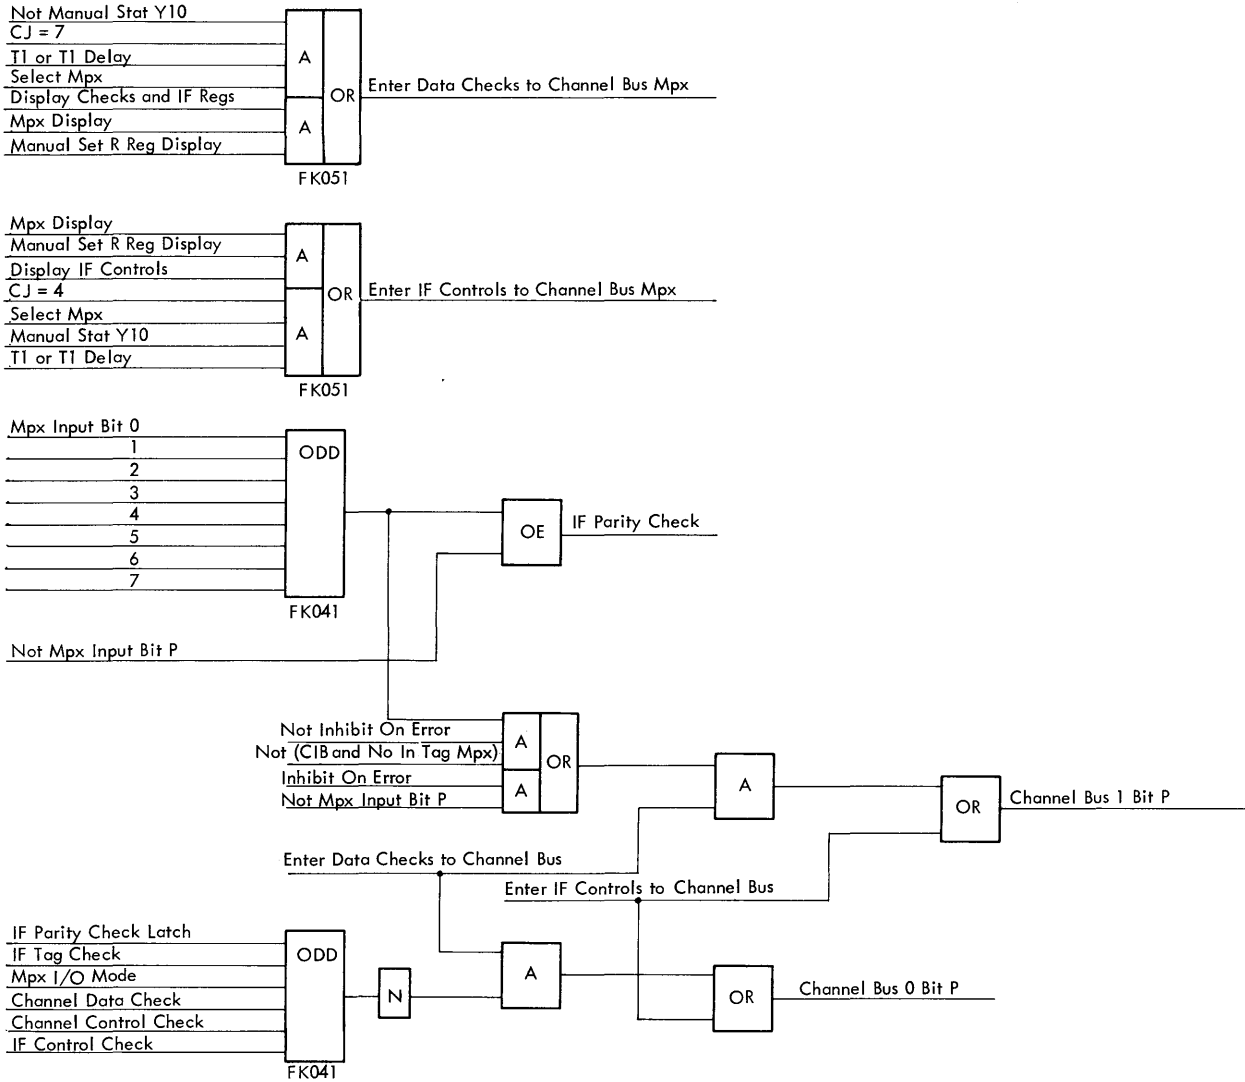 Not Manual Stat Y10
CJ = 7
T1 or T1 Delay
Select Mpx
Display Checks and IF Regs
Mpx Display
Manual Set R Reg Display
A
A
OR
Enter Data Checks to Channel Bus Mpx
FK051
Mpx Display
Manual Set R Reg Display
Display IF Controls
CJ = 4
Select Mpx
Manual Stat Y10
T1 or T1 Delay
A
A
OR
Enter IF Controls to Channel Bus Mpx
FK051
Mpx Input Bit 0
1
2
3
4
5
6
7
ODD
FK041
OE
IF Parity Check
Not Mpx Input Bit P
Not Inhibit On Error
Not (CIB and No In Tag Mpx)
Inhibit On Error
Not Mpx Input Bit P
A
A
OR
A
OR
Channel Bus 1 Bit P
Enter Data Checks to Channel Bus
Enter IF Controls to Channel Bus
IF Parity Check Latch
IF Tag Check
Mpx I/O Mode
Channel Data Check
Channel Control Check
IF Control Check
ODD
FK041
N
A
OR
Channel Bus 0 Bit P